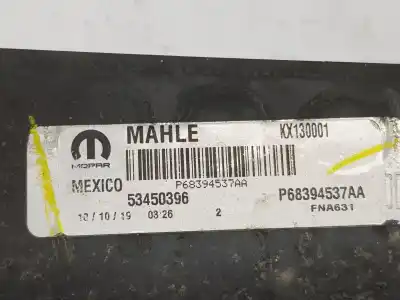 MOPAR
MAHLE
KX130001
P68394537AA
MEXICO
53450396
P68394537AA
10/10/19 03:26 2
FNA631